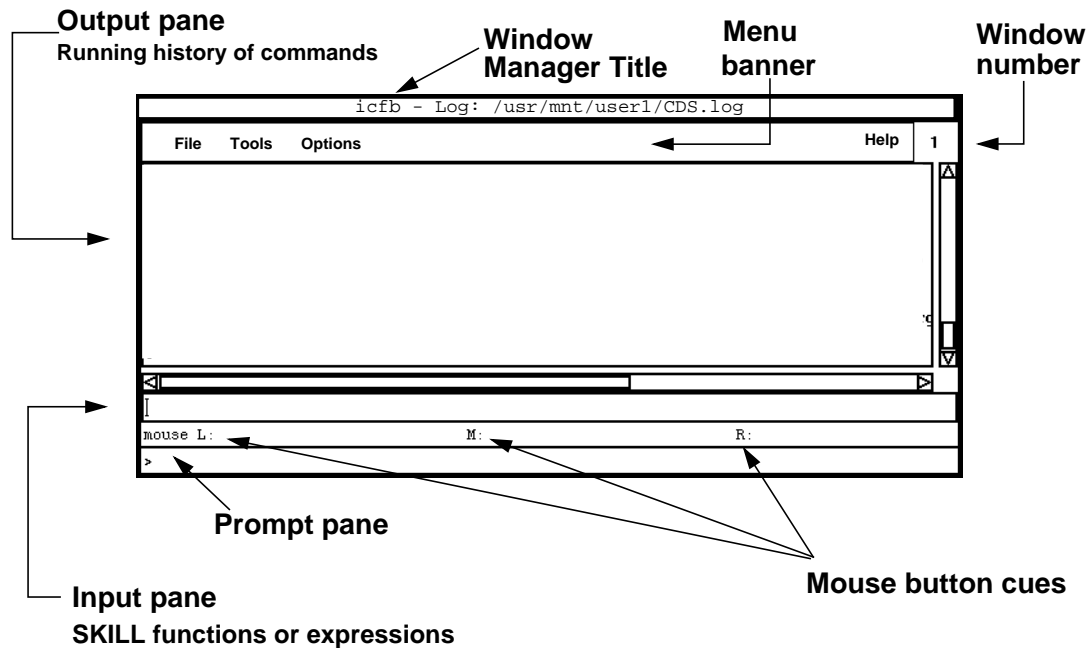 Output pane
Running history of commands
Window
Manager Title
Menu
banner
Window
number
icfb - Log: /usr/mnt/user1/CDS.log
File Tools Options Help 1
mouse L: M: R:
>
Prompt pane
Mouse button cues
Input pane
SKILL functions or expressions